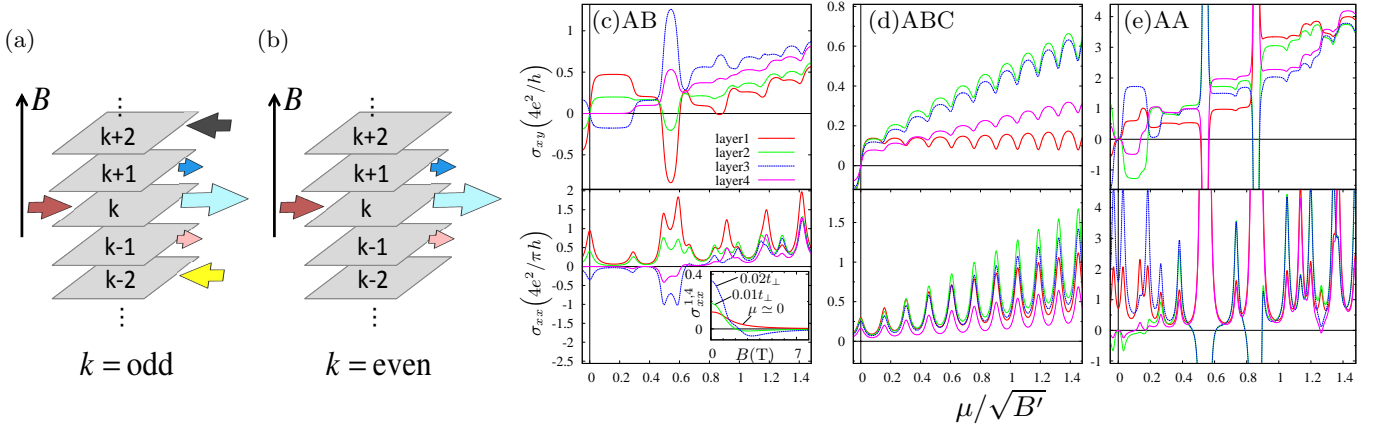 (a)
B
⋮
k+2
k+1
k
k-1
k-2
⋮
k = odd
(b)
B
⋮
k+2
k+1
k
k-1
k-2
⋮
k = even
(c)AB
σxy(4e²/h)
1
0.5
0
-0.5
layer1
layer2
layer3
layer4
σxx(4e²/πh)
2
1.5
1
0.5
0
-0.5
-1
-1.5
-2
-2.5
0 0.2 0.4 0.6 0.8 1 1.2 1.4
σxx^1,4
0.4
0
0.02t⊥
0.01t⊥
μ ≃ 0
0 B(T) 7
(d)ABC
0.8
0.6
0.4
0.2
0
1.5
1
0.5
0
0 0.2 0.4 0.6 0.8 1 1.2 1.4
μ/√B′
(e)AA
4
3
2
1
0
-1
4
3
2
1
0
-1
0 0.2 0.4 0.6 0.8 1 1.2 1.4